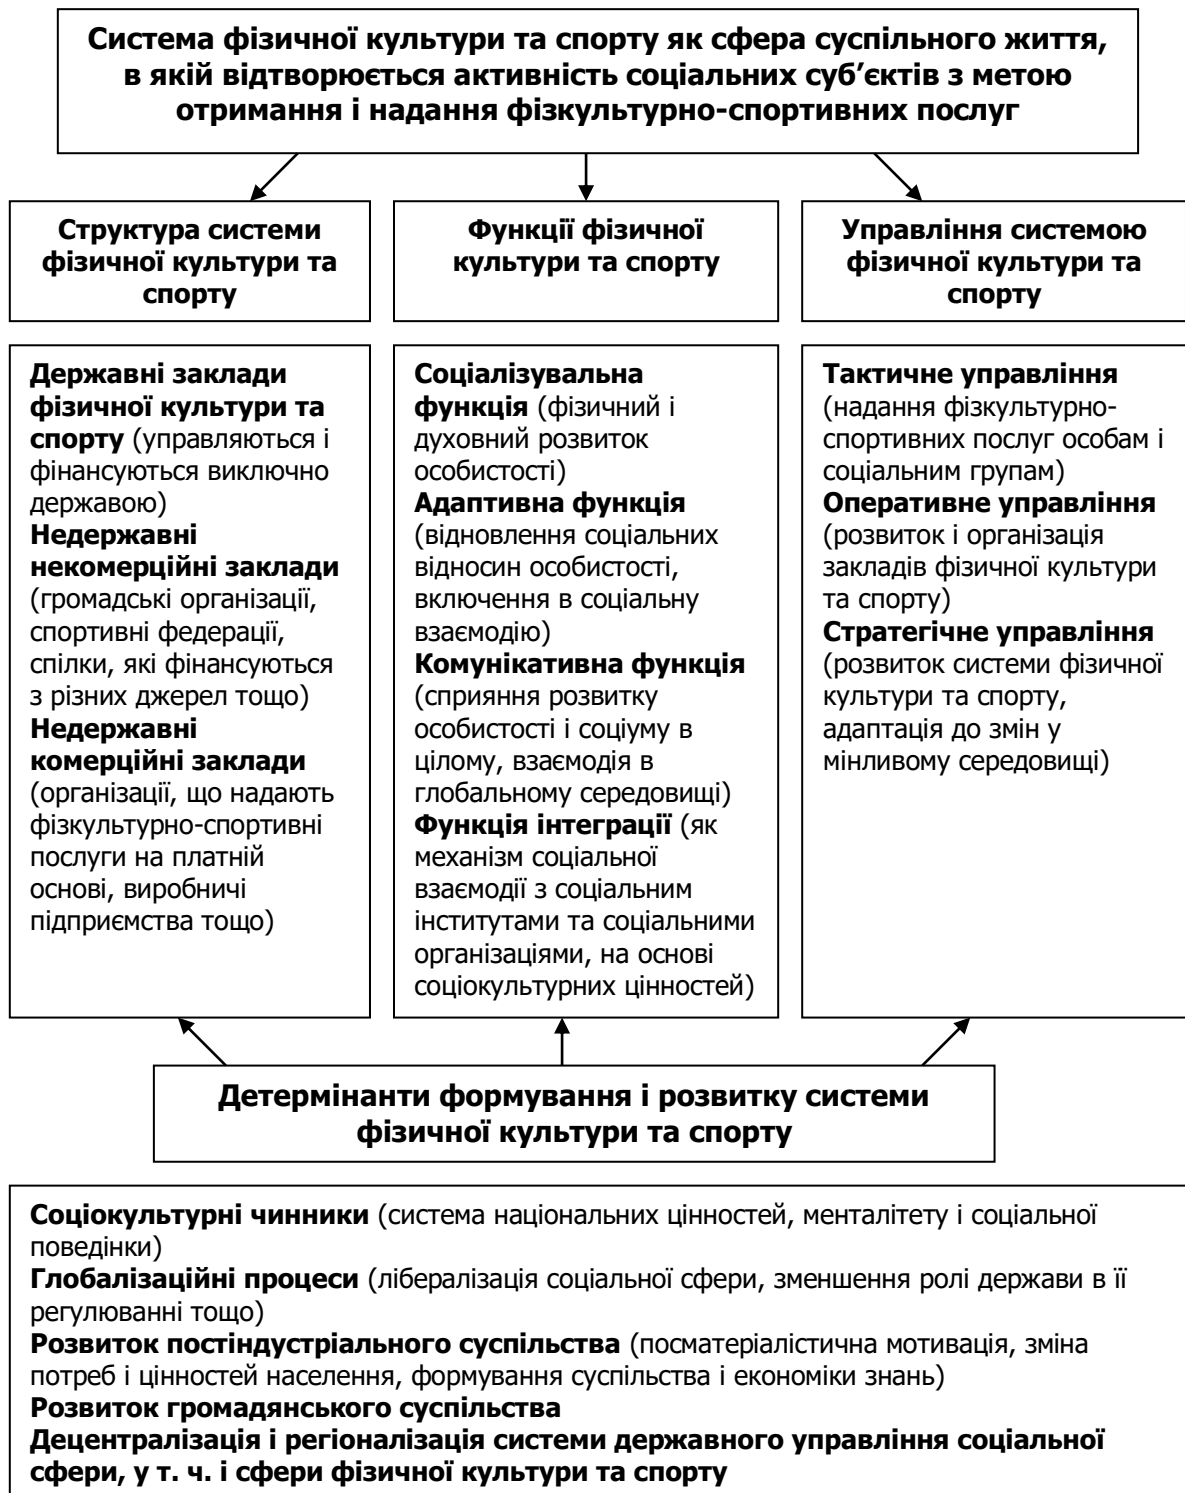 Система фізичної культури та спорту як сфера суспільного життя,
в якій відтворюється активність соціальних суб’єктів з метою
отримання і надання фізкультурно-спортивних послуг
Структура системи
фізичної культури та
спорту
Функції фізичної
культури та спорту
Управління системою
фізичної культури та
спорту
Державні заклади
фізичної культури та
спорту (управляються і
фінансуються виключно
державою)
Недержавні
некомерційні заклади
(громадські організації,
спортивні федерації,
спілки, які фінансуються
з різних джерел тощо)
Недержавні
комерційні заклади
(організації, що надають
фізкультурно-спортивні
послуги на платній
основі, виробничі
підприємства тощо)
Соціалізувальна
функція (фізичний і
духовний розвиток
особистості)
Адаптивна функція
(відновлення соціальних
відносин особистості,
включення в соціальну
взаємодію)
Комунікативна функція
(сприяння розвитку
особистості і соціуму в
цілому, взаємодія в
глобальному середовищі)
Функція інтеграції (як
механізм соціальної
взаємодії з соціальним
інститутами та соціальними
організаціями, на основі
соціокультурних цінностей)
Тактичне управління
(надання фізкультурно-
спортивних послуг особам і
соціальним групам)
Оперативне управління
(розвиток і організація
закладів фізичної культури
та спорту)
Стратегічне управління
(розвиток системи фізичної
культури та спорту,
адаптація до змін у
мінливому середовищі)
Детермінанти формування і розвитку системи
фізичної культури та спорту
Соціокультурні чинники (система національних цінностей, менталітету і соціальної
поведінки)
Глобалізаційні процеси (лібералізація соціальної сфери, зменшення ролі держави в її
регулюванні тощо)
Розвиток постіндустріального суспільства (посматеріалістична мотивація, зміна
потреб і цінностей населення, формування суспільства і економіки знань)
Розвиток громадянського суспільства
Децентралізація і регіоналізація системи державного управління соціальної
сфери, у т. ч. і сфери фізичної культури та спорту